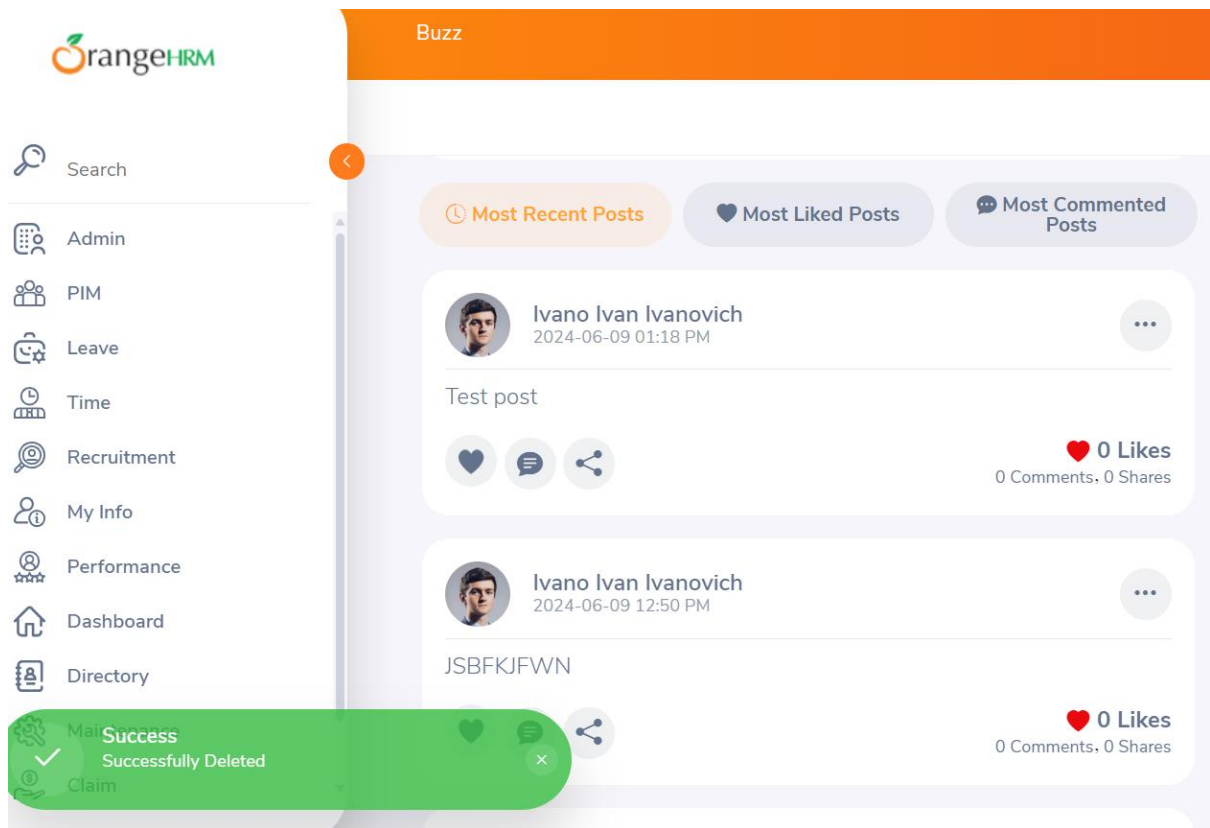 OrangeHRM
Buzz
Search
Admin
PIM
Leave
Time
Recruitment
My Info
Performance
Dashboard
Directory
Maintenance
Claim
Success
Successfully Deleted
Most Recent Posts
Most Liked Posts
Most Commented
Posts
Ivano Ivan Ivanovich
2024-06-09 01:18 PM
Test post
0 Likes
0 Comments, 0 Shares
Ivano Ivan Ivanovich
2024-06-09 12:50 PM
JSBFKJFWN
0 Likes
0 Comments, 0 Shares